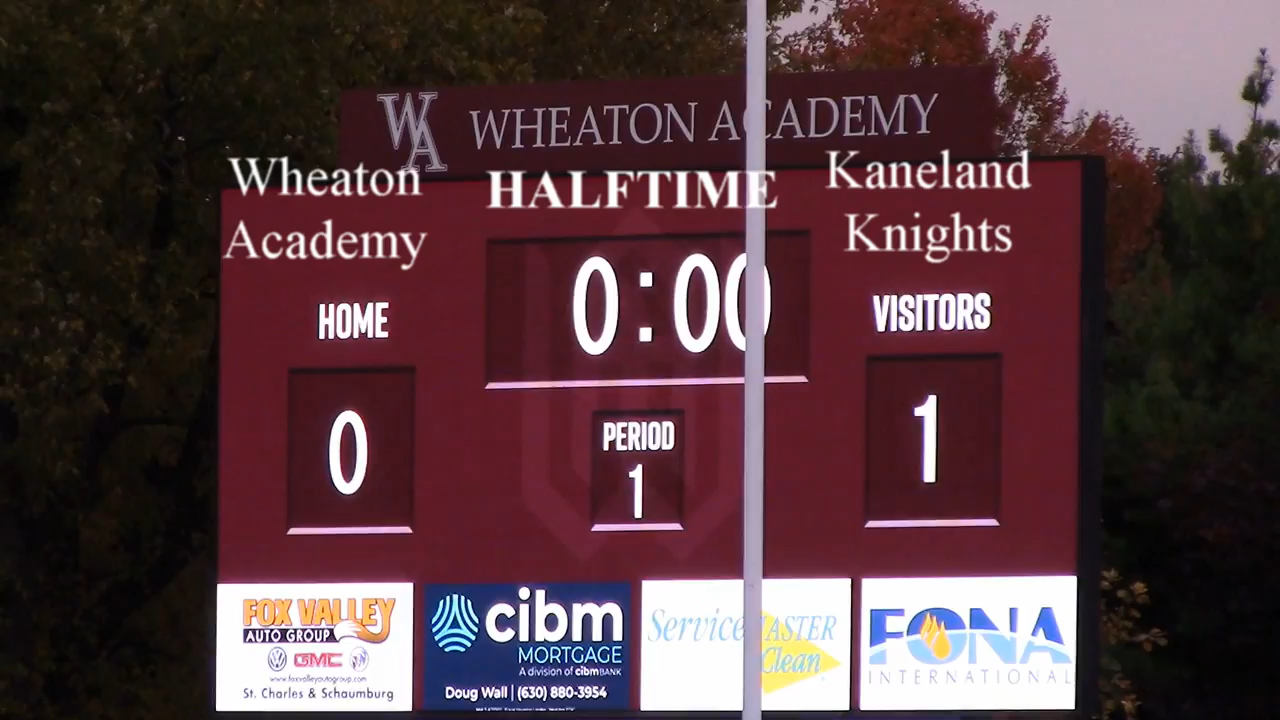 WA WHEATON ACADEMY
Wheaton
Academy
HALFTIME
Kaneland
Knights
HOME
0:00
VISITORS
0
PERIOD
1
1
FOX VALLEY
AUTO GROUP
GMC
www.foxvalleyautogroup.com
St. Charles & Schaumburg
cibm
MORTGAGE
A division of cibmBANK
Doug Wall | (630) 880-3954
Service ASTER
Clean
FONA
INTERNATIONAL